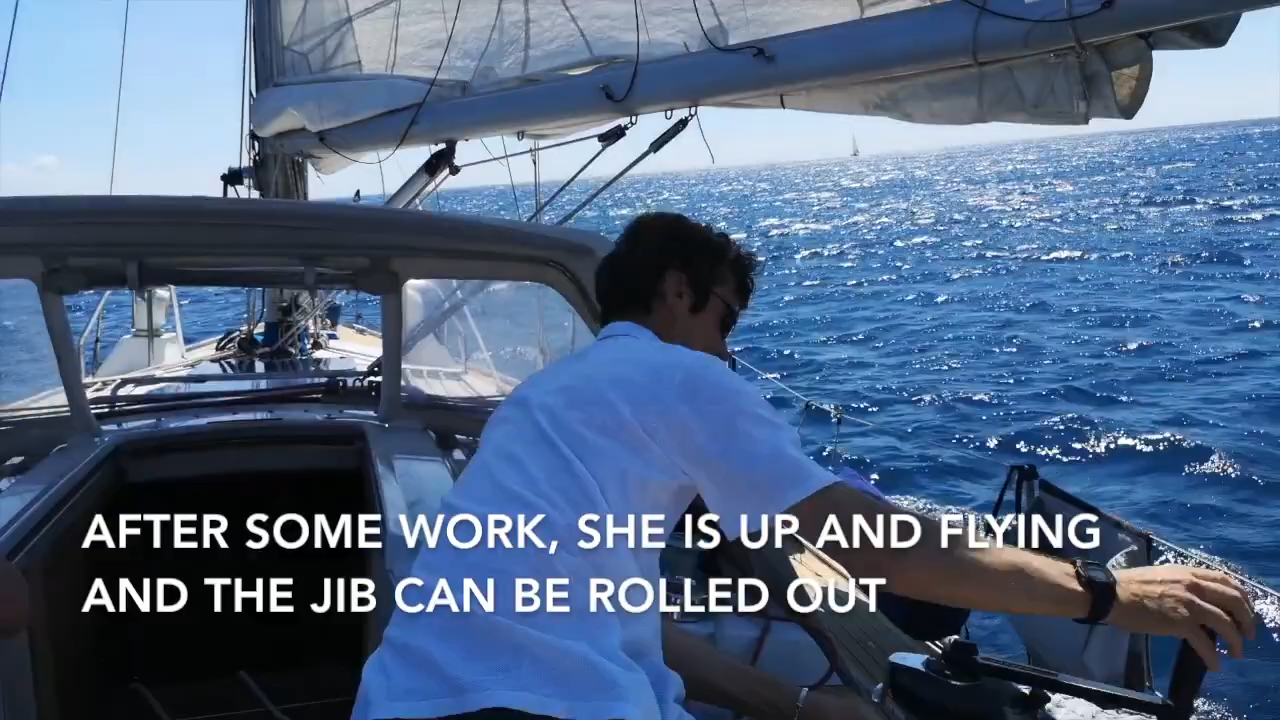 AFTER SOME WORK, SHE IS UP AND FLYING
AND THE JIB CAN BE ROLLED OUT